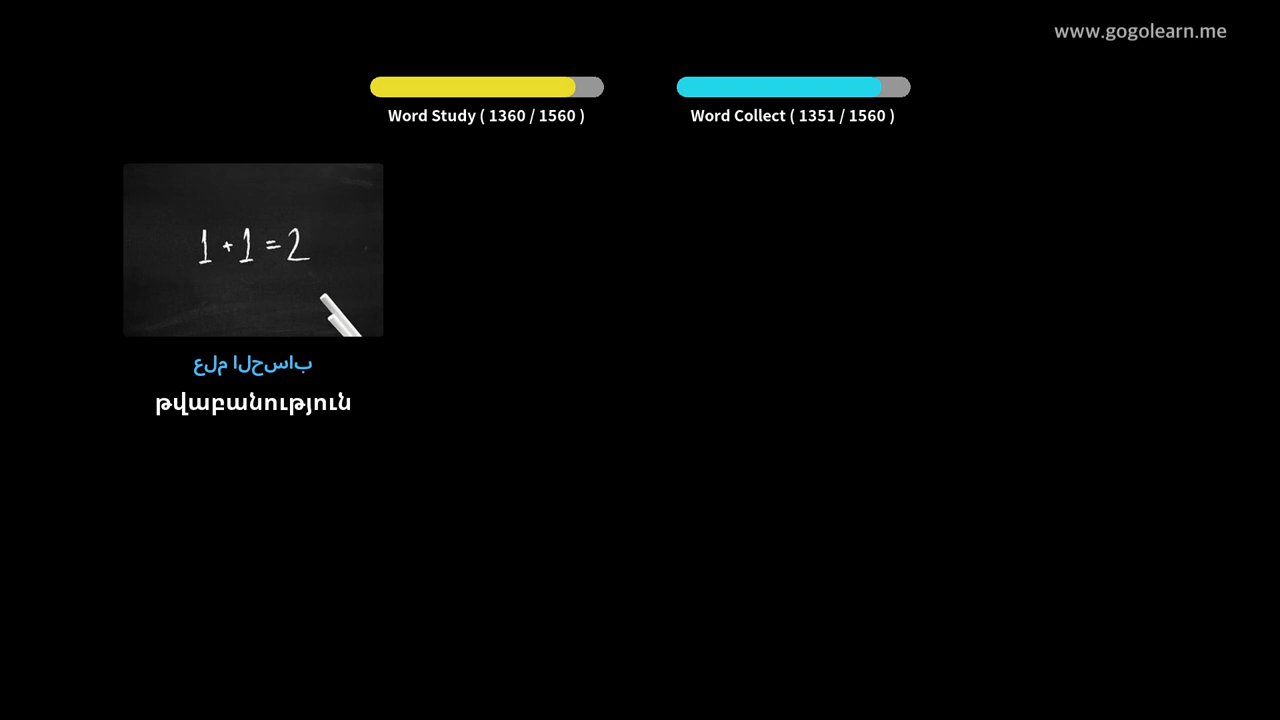 www.gogolearn.me
Word Study ( 1360 / 1560 )
Word Collect ( 1351 / 1560 )
1 + 1 = 2
علم الحساب
թվաբանություն